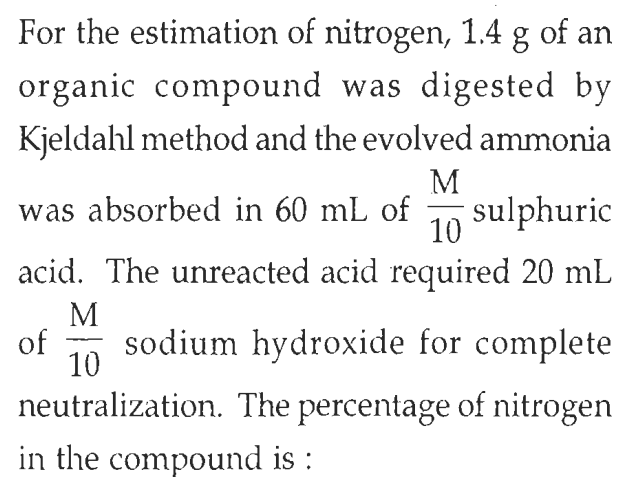 For the estimation of nitrogen, 1.4 g of an
organic compound was digested by
Kjeldahl method and the evolved ammonia
was absorbed in 60 mL of M/10 sulphuric
acid. The unreacted acid required 20 mL
of M/10 sodium hydroxide for complete
neutralization. The percentage of nitrogen
in the compound is :